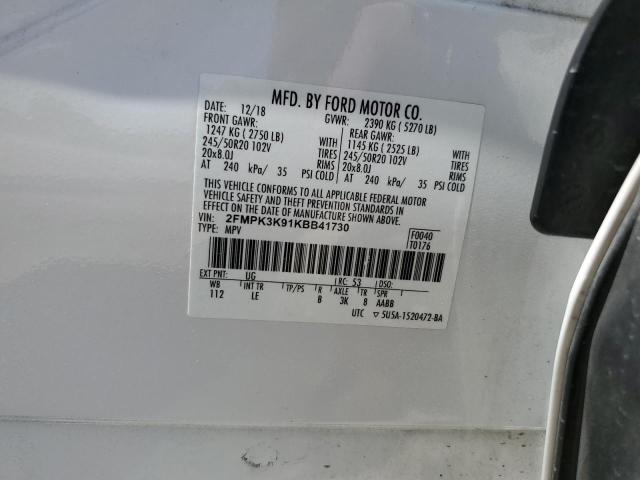 MFD. BY FORD MOTOR CO.
DATE: 12/18 GVWR: 2390 KG ( 5270 LB)
FRONT GAWR: REAR GAWR:
1247 KG ( 2750 LB) 1145 KG ( 2525 LB)
245/50R20 102V WITH TIRES 245/50R20 102V WITH TIRES
20x8.0J RIMS 20x8.0J RIMS
AT 240 kPa/ 35 PSI COLD AT 240 kPa/ 35 PSI COLD
THIS VEHICLE CONFORMS TO ALL APPLICABLE FEDERAL MOTOR
VEHICLE SAFETY AND THEFT PREVENTION STANDARDS IN
EFFECT ON THE DATE OF MANUFACTURE SHOWN ABOVE.
VIN: 2FMPK3K91KBB41730 F0040
TYPE: MPV T0176
EXT PNT: UG RC: 53 DSO:
WB INT TR TP/PS R AXLE TR SPR
112 LE B 3K 8 AABB
UTC ▽ 5U5A-1520472-BA